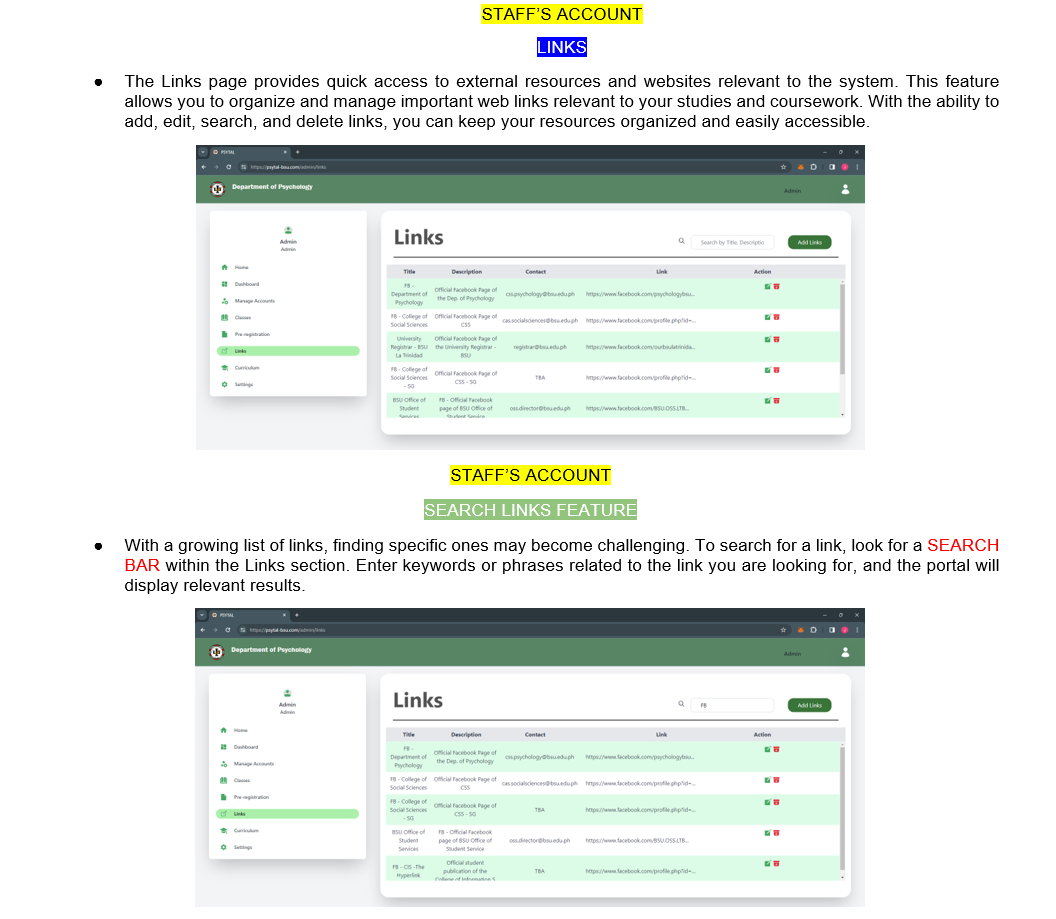 STAFF'S ACCOUNT
LINKS
● The Links page provides quick access to external resources and websites relevant to the system. This feature
allows you to organize and manage important web links relevant to your studies and coursework. With the ability to
add, edit, search, and delete links, you can keep your resources organized and easily accessible.
PSYTAL
https://psytal-bsu.com/admin/links
Department of Psychology
Admin
Admin
Admin
Home
Dashboard
Manage Accounts
Classes
Pre-registration
Links
Curriculum
Settings
Links
Search by Title, Descriptio
Add Links
Title Description Contact Link Action
FB - Department of Psychology Official Facebook Page of the Dep. of Psychology css.psychology@bsu.edu.ph https://www.facebook.com/psychologybsu...
FB - College of Social Sciences Official Facebook Page of CSS cas.socialsciences@bsu.edu.ph https://www.facebook.com/profile.php?id=...
University Registrar - BSU La Trinidad Official Facebook Page of the University Registrar - BSU registrar@bsu.edu.ph https://www.facebook.com/ourbsulatrinida...
FB - College of Social Sciences - SG Official Facebook Page of CSS - SG TBA https://www.facebook.com/profile.php?id=...
BSU Office of Student Services FB - Official Facebook page of BSU Office of Student Service oss.director@bsu.edu.ph https://www.facebook.com/BSU.OSS.LTB...
STAFF'S ACCOUNT
SEARCH LINKS FEATURE
● With a growing list of links, finding specific ones may become challenging. To search for a link, look for a SEARCH
BAR within the Links section. Enter keywords or phrases related to the link you are looking for, and the portal will
display relevant results.
PSYTAL
https://psytal-bsu.com/admin/links
Department of Psychology
Admin
Admin
Admin
Home
Dashboard
Manage Accounts
Classes
Pre-registration
Links
Curriculum
Settings
Links
FB
Add Links
Title Description Contact Link Action
FB - Department of Psychology Official Facebook Page of the Dep. of Psychology css.psychology@bsu.edu.ph https://www.facebook.com/psychologybsu...
FB - College of Social Sciences Official Facebook Page of CSS cas.socialsciences@bsu.edu.ph https://www.facebook.com/profile.php?id=...
FB - College of Social Sciences - SG Official Facebook Page of CSS - SG TBA https://www.facebook.com/profile.php?id=...
BSU Office of Student Services FB - Official Facebook page of BSU Office of Student Service oss.director@bsu.edu.ph https://www.facebook.com/BSU.OSS.LTB...
FB - CIS -The Hyperlink Official student publication of the College of Information S TBA https://www.facebook.com/profile.php?id=...